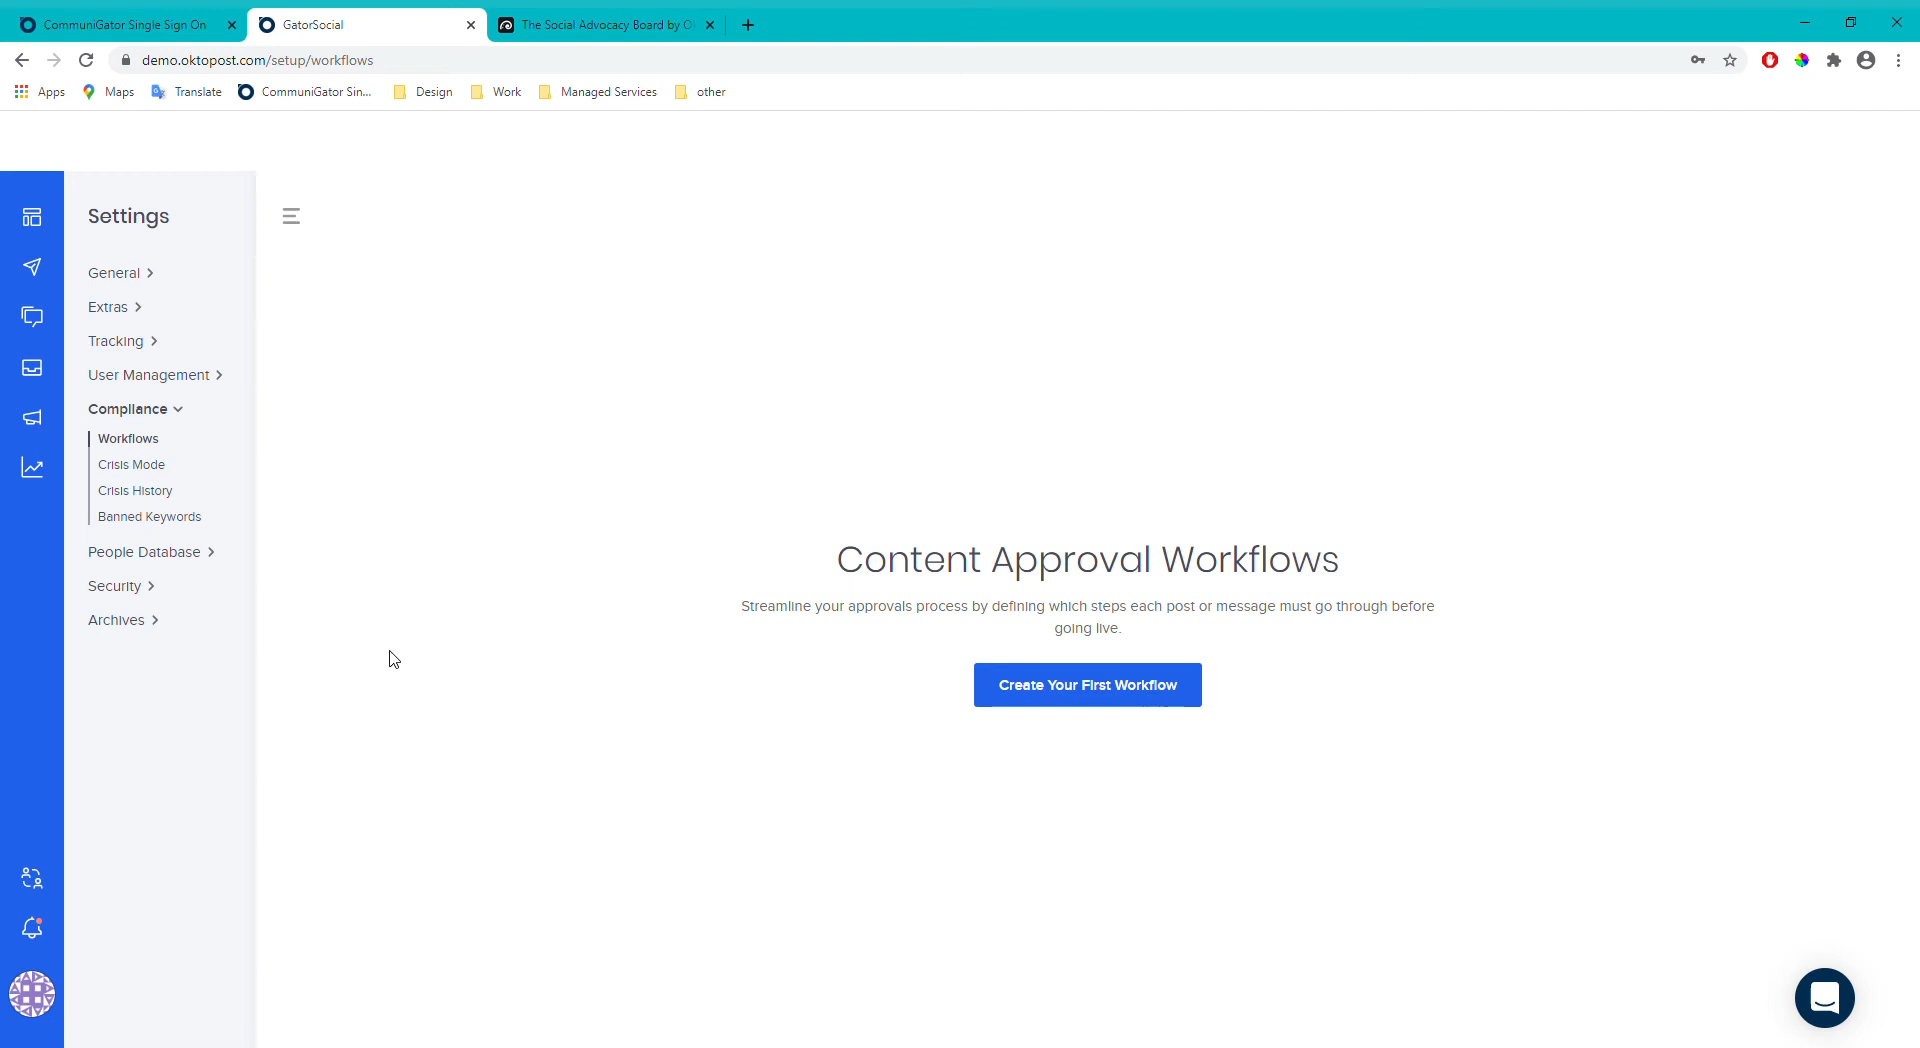 CommuniGator Single Sign On
GatorSocial
The Social Advocacy Board by O
demo.oktopost.com/setup/workflows
Apps
Maps
Translate
CommuniGator Sin...
Design
Work
Managed Services
other
Settings
General
Extras
Tracking
User Management
Compliance
Workflows
Crisis Mode
Crisis History
Banned Keywords
People Database
Security
Archives
Content Approval Workflows
Streamline your approvals process by defining which steps each post or message must go through before
going live.
Create Your First Workflow